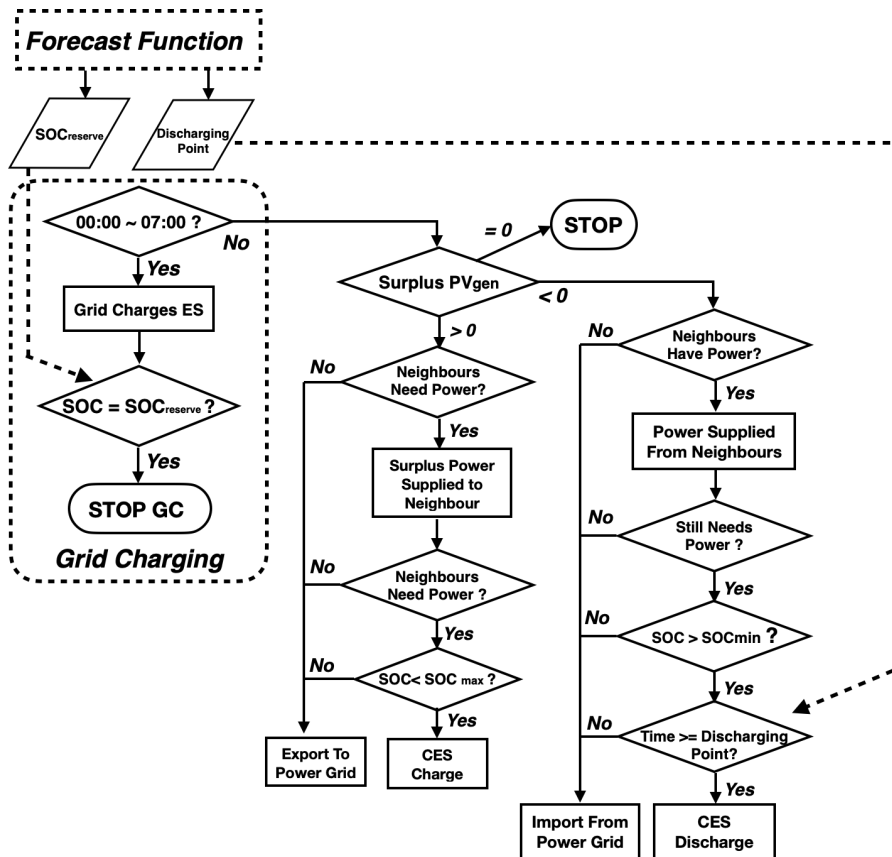 Forecast Function
SOCreserve
Discharging
Point
00:00 ~ 07:00 ?
No
Yes
Grid Charges ES
SOC = SOCreserve ?
Yes
STOP GC
Grid Charging
Surplus PVgen
= 0
STOP
< 0
> 0
Neighbours
Need Power?
No
Yes
Surplus Power
Supplied to
Neighbour
Neighbours
Need Power ?
No
Yes
SOC< SOC max ?
No
Yes
Export To
Power Grid
CES
Charge
Neighbours
Have Power?
No
Yes
Power Supplied
From Neighbours
Still Needs
Power ?
No
Yes
SOC > SOCmin ?
No
Yes
Time >= Discharging
Point?
No
Yes
Import From
Power Grid
CES
Discharge